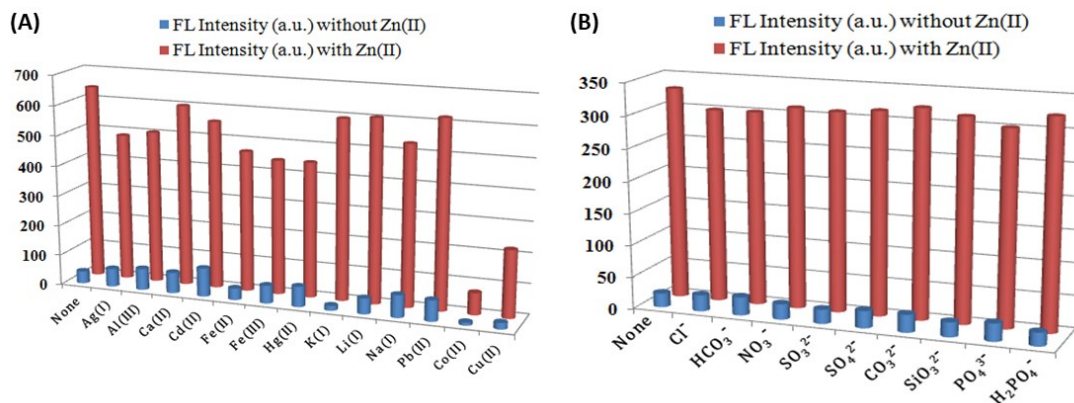 (A)
FL Intensity (a.u.) without Zn(II)
FL Intensity (a.u.) with Zn(II)
700
600
500
400
300
200
100
0
None
Ag(I)
Al(III)
Ca(II)
Cd(II)
Fe(II)
Fe(III)
Hg(II)
K(I)
Li(I)
Na(I)
Pb(II)
Co(II)
Cu(II)
(B)
FL Intensity (a.u.) without Zn(II)
FL Intensity (a.u.) with Zn(II)
350
300
250
200
150
100
50
0
None
Cl⁻
HCO₃⁻
NO₃⁻
SO₃²⁻
SO₄²⁻
CO₃²⁻
SiO₃²⁻
PO₄³⁻
H₂PO₄⁻